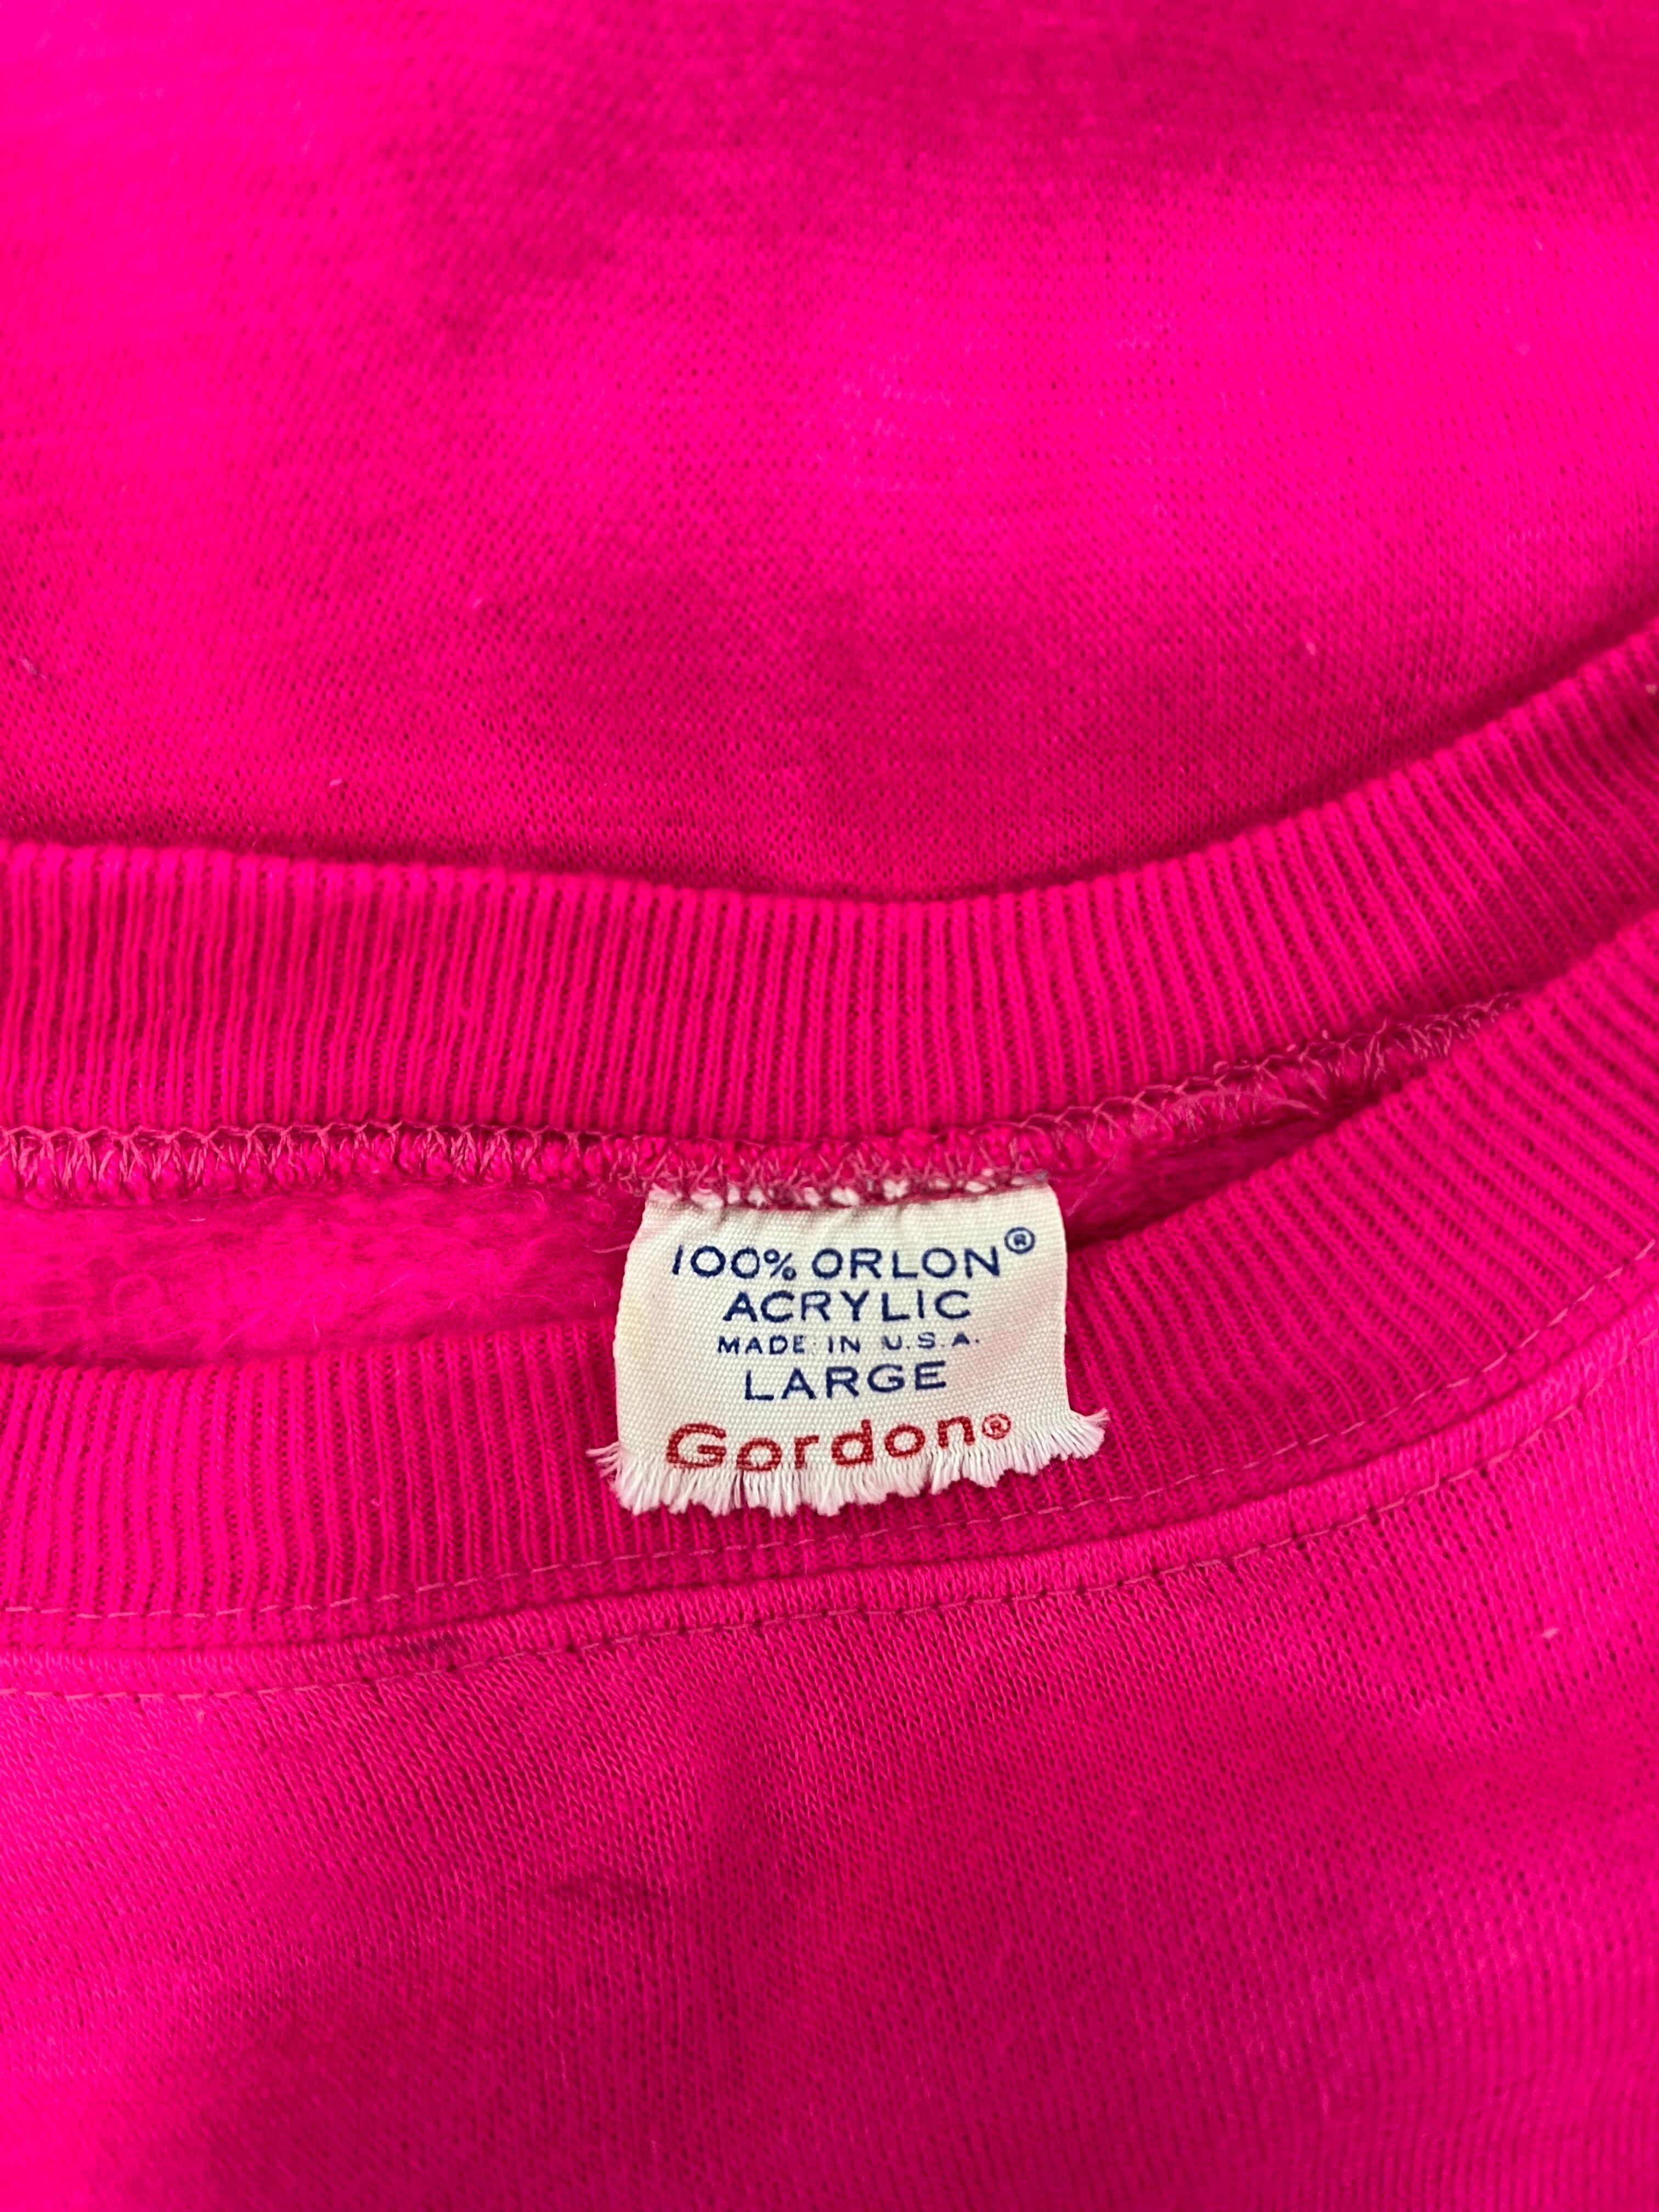 100% ORLON®
ACRYLIC
MADE IN U.S.A.
LARGE
Gordon®